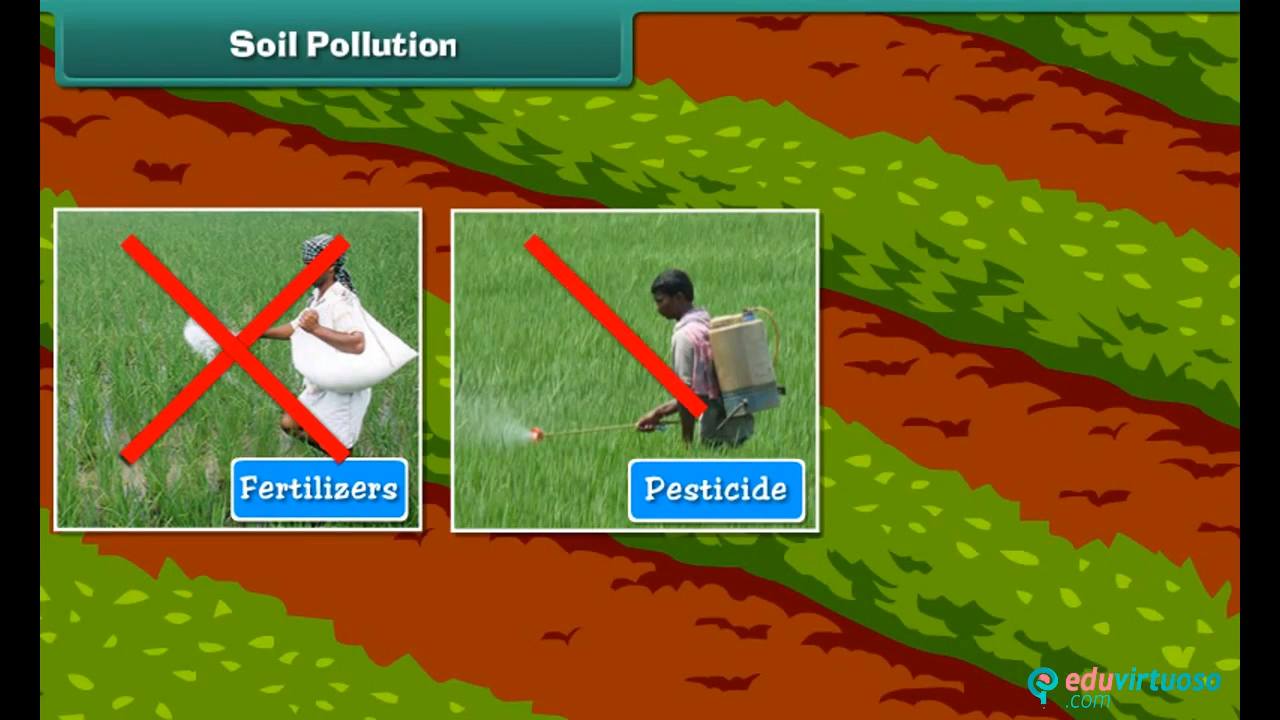 Soil Pollution
Fertilizers
Pesticide
eduvirtuoso
.com